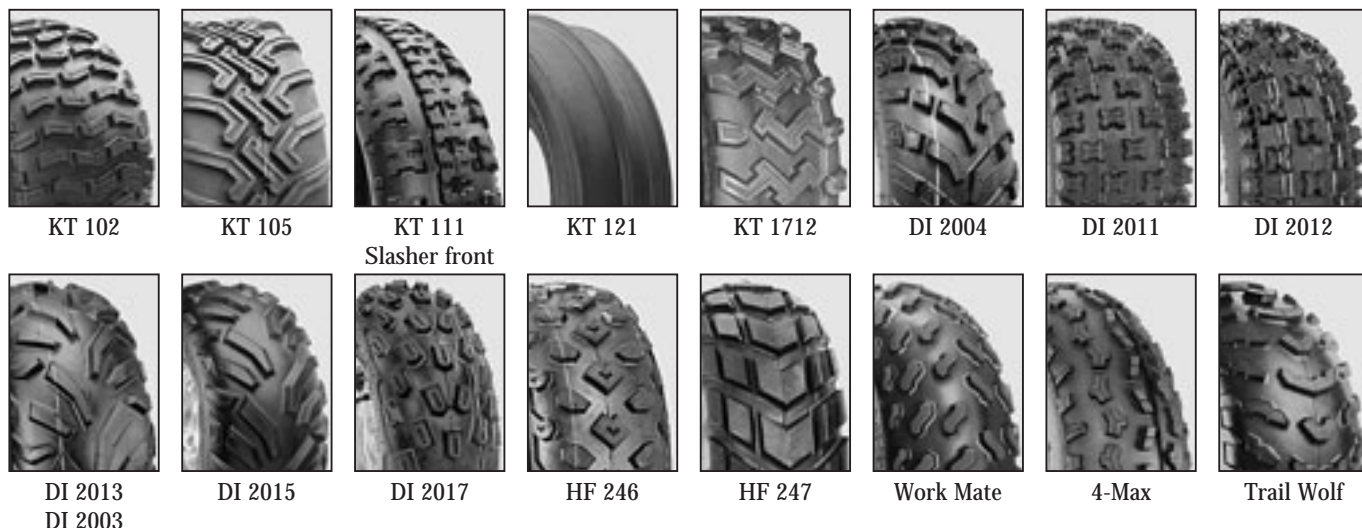 KT 102
KT 105
KT 111
Slasher front
KT 121
KT 1712
DI 2004
DI 2011
DI 2012
DI 2013
DI 2003
DI 2015
DI 2017
HF 246
HF 247
Work Mate
4-Max
Trail Wolf